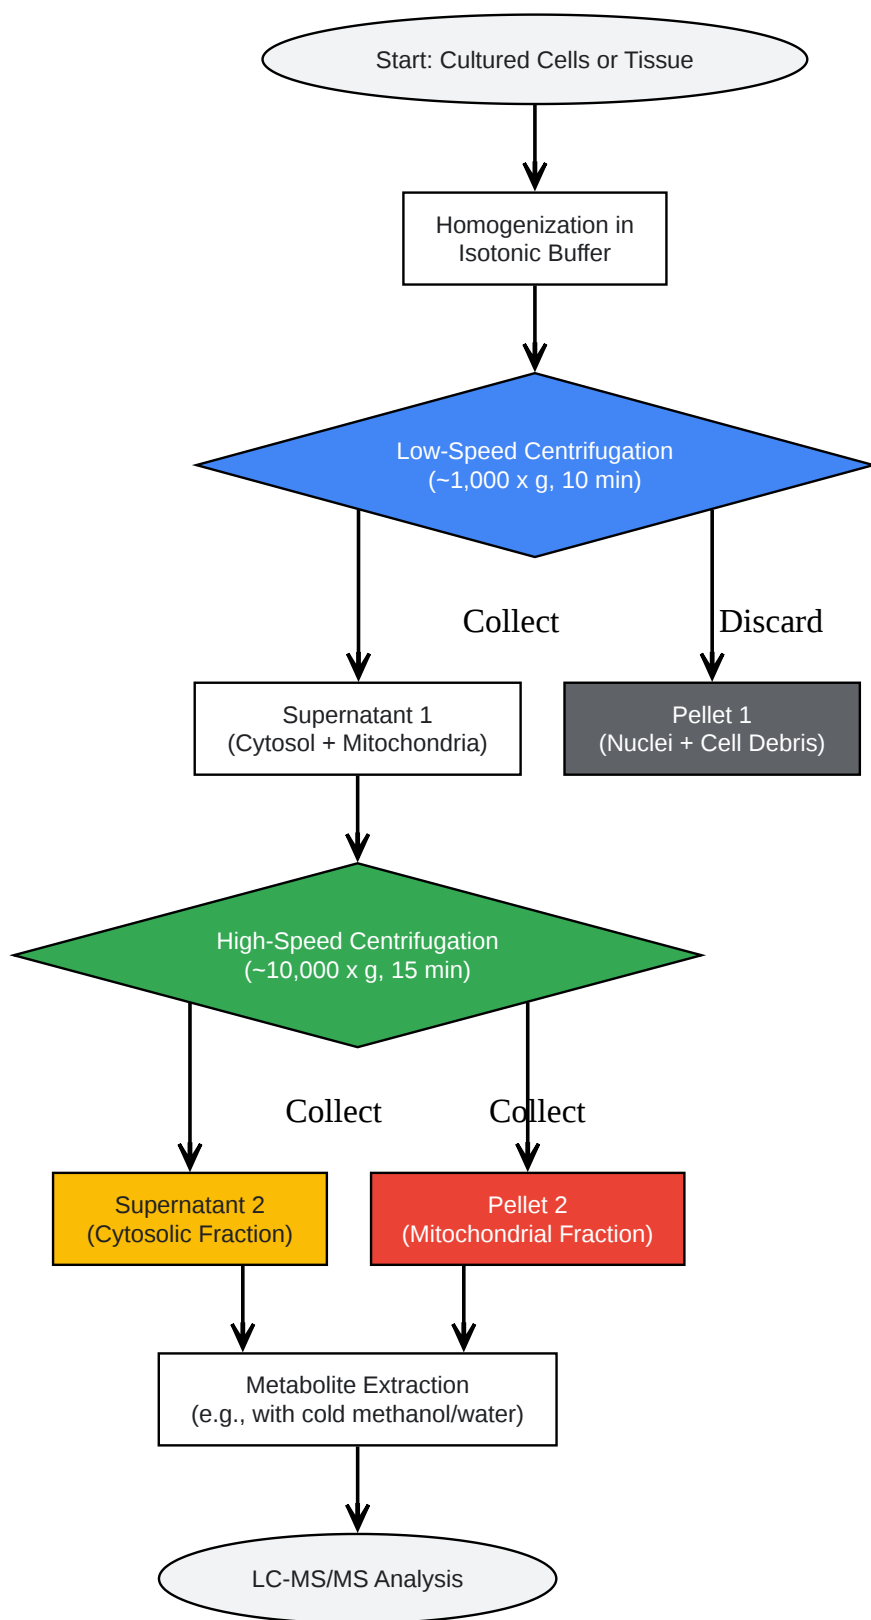 Start: Cultured Cells or Tissue
Homogenization in
Isotonic Buffer
Low-Speed Centrifugation
(~1,000 x g, 10 min)
Collect
Discard
Supernatant 1
(Cytosol + Mitochondria)
Pellet 1
(Nuclei + Cell Debris)
High-Speed Centrifugation
(~10,000 x g, 15 min)
Collect
Collect
Supernatant 2
(Cytosolic Fraction)
Pellet 2
(Mitochondrial Fraction)
Metabolite Extraction
(e.g., with cold methanol/water)
LC-MS/MS Analysis